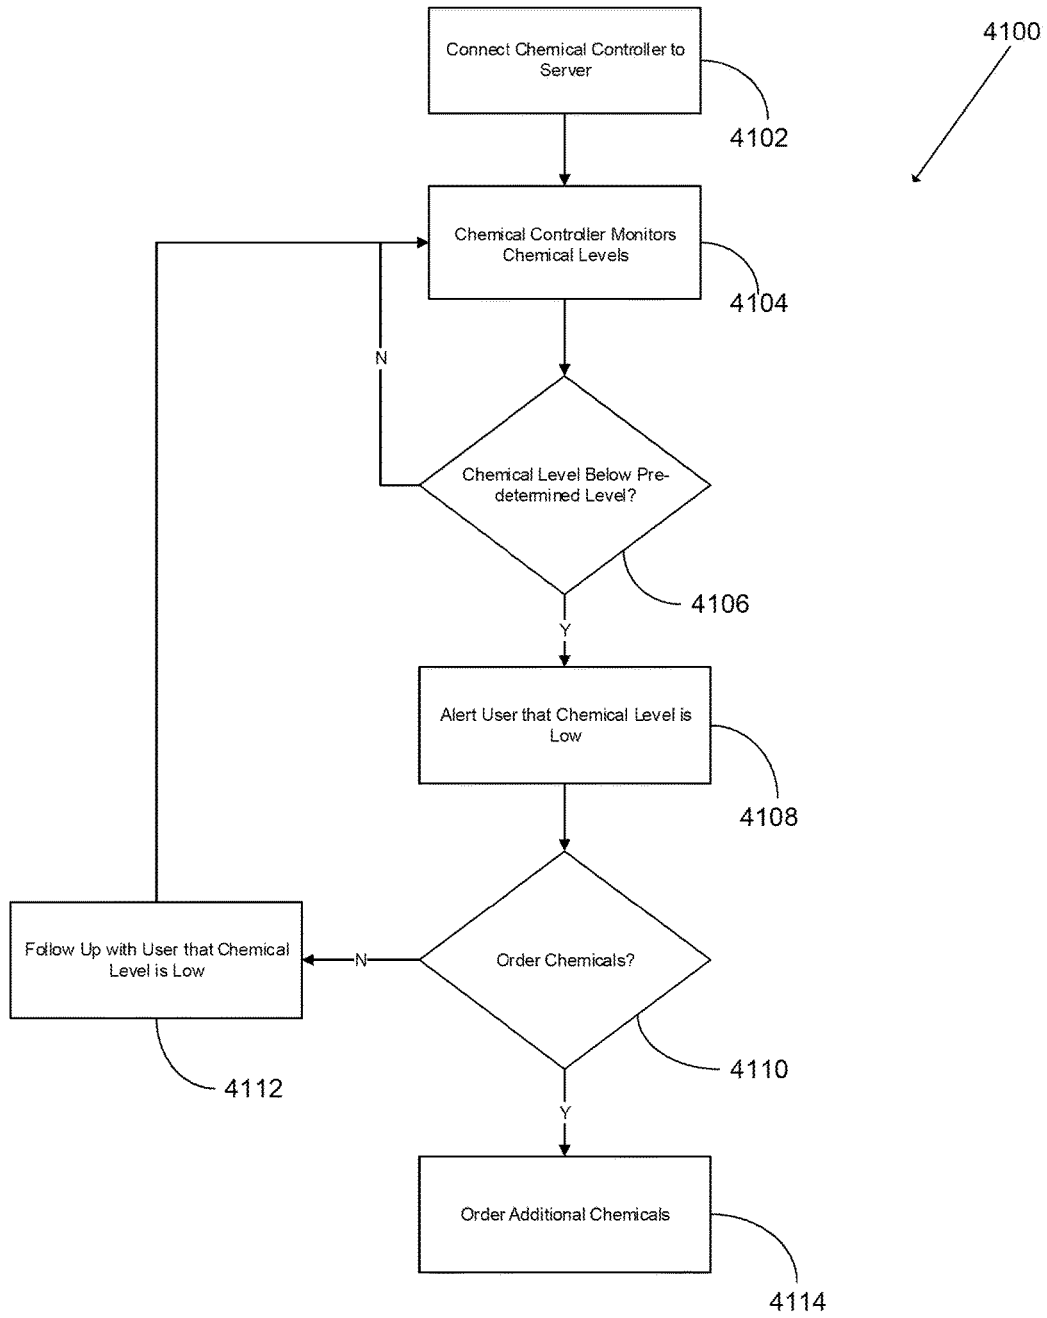 Connect Chemical Controller to
Server
4100
4102
Chemical Controller Monitors
Chemical Levels
4104
N
Chemical Level Below Pre-
determined Level?
4106
Y
Alert User that Chemical Level is
Low
4108
Follow Up with User that Chemical
Level is Low
N
Order Chemicals?
4110
4112
Y
Order Additional Chemicals
4114